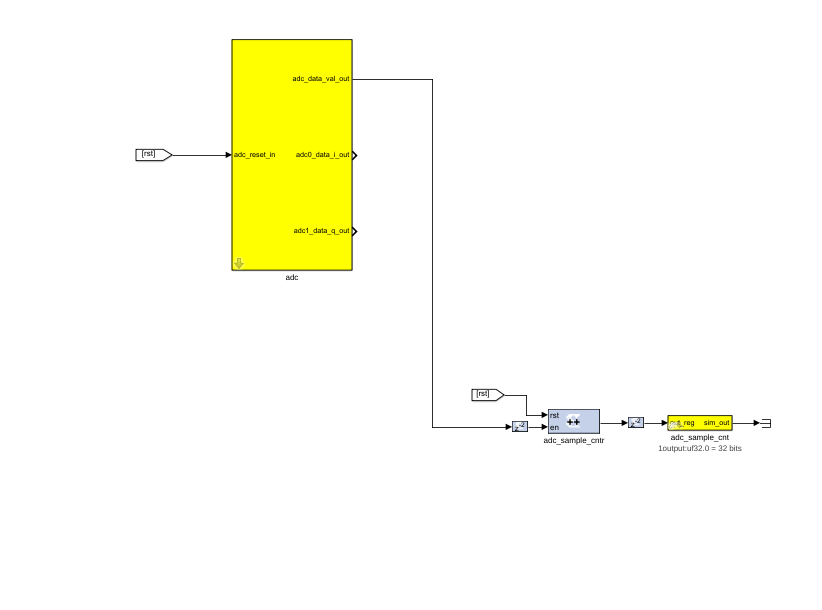 adc_data_val_out
[rst]
adc_reset_in
adc0_data_i_out
adc1_data_q_out
adc
[rst]
rst
en
z-2
++
adc_sample_cntr
z-2
sim_out
adc_sample_cnt
1output:uf32.0 = 32 bits